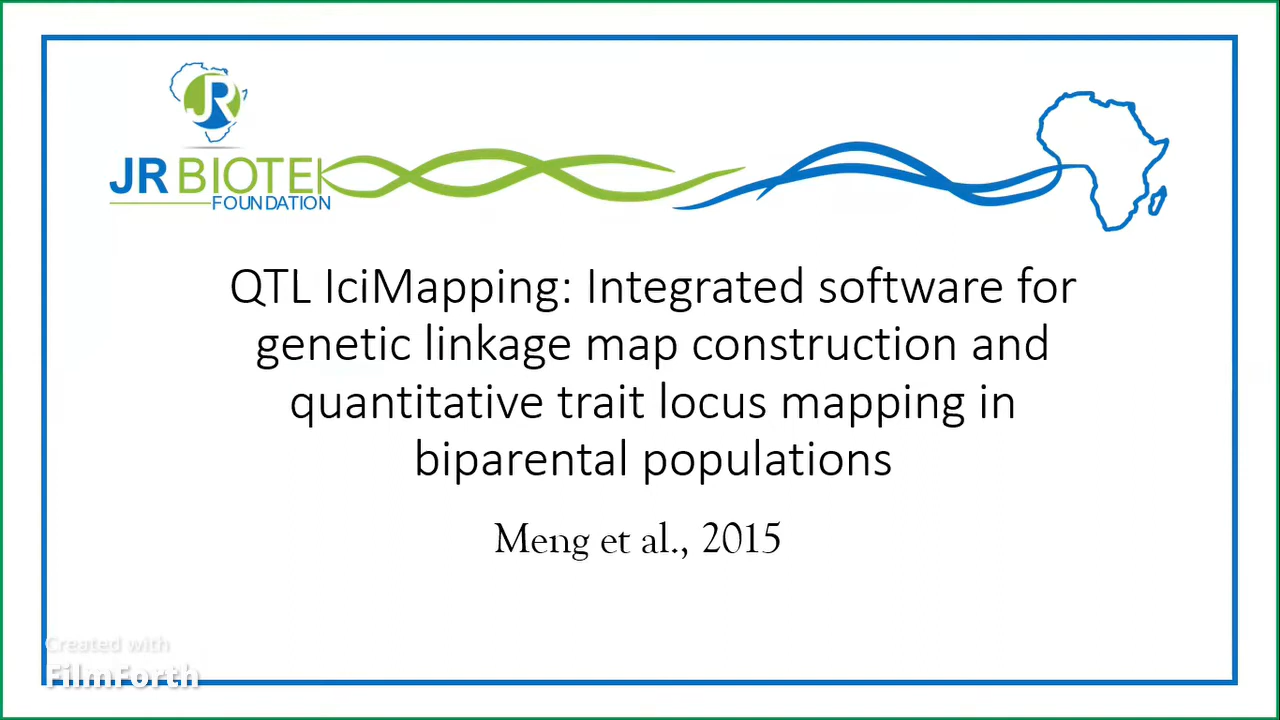 JR
JR BIOTEK
FOUNDATION
QTL IciMapping: Integrated software for
genetic linkage map construction and
quantitative trait locus mapping in
biparental populations
Meng et al., 2015
Created with
FilmForth